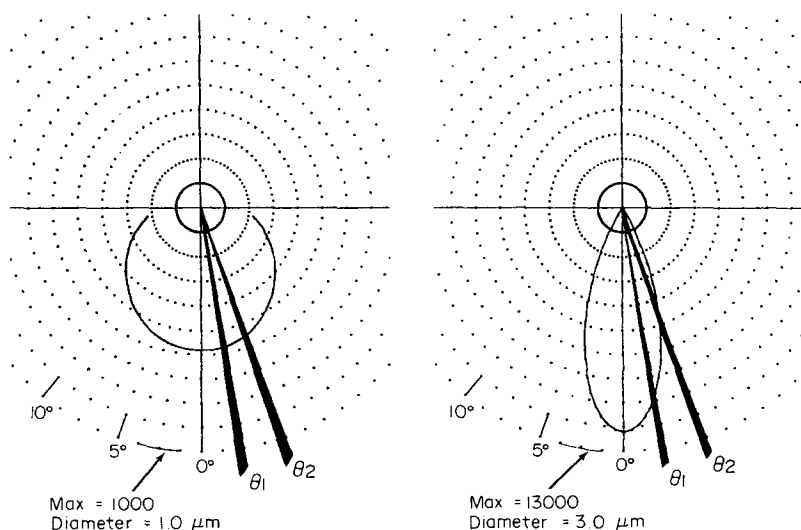 10°
5°
0°
θ1
θ2
Max = 1000
Diameter = 1.0 μm
10°
5°
0°
θ1
θ2
Max = 13000
Diameter = 3.0 μm